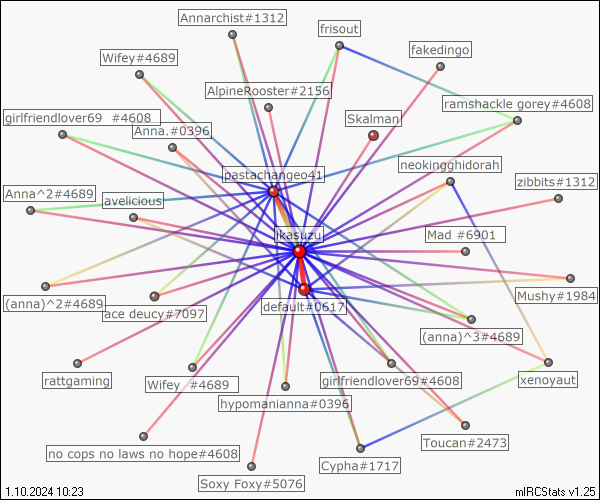 Annarchist#1312
frisout
fakedingo
Wifey#4689
AlpineRooster#2156
ramshackle gorey#4608
girlfriendlover69 #4608
Anna.#0396
Skalman
neokingghidorah
pastachangeo41
zibbits#1312
Anna^2#4689
avelicious
ikasuzu
Mad #6901
(anna)^2#4689
ace deucy#7097
default#0617
Mushy#1984
(anna)^3#4689
rattgaming
Wifey #4689
girlfriendlover69#4608
xenoyaut
hypomanianna#0396
no cops no laws no hope#4608
Toucan#2473
Soxy Foxy#5076
Cypha#1717
1.10.2024 10:23
mIRCStats v1.25